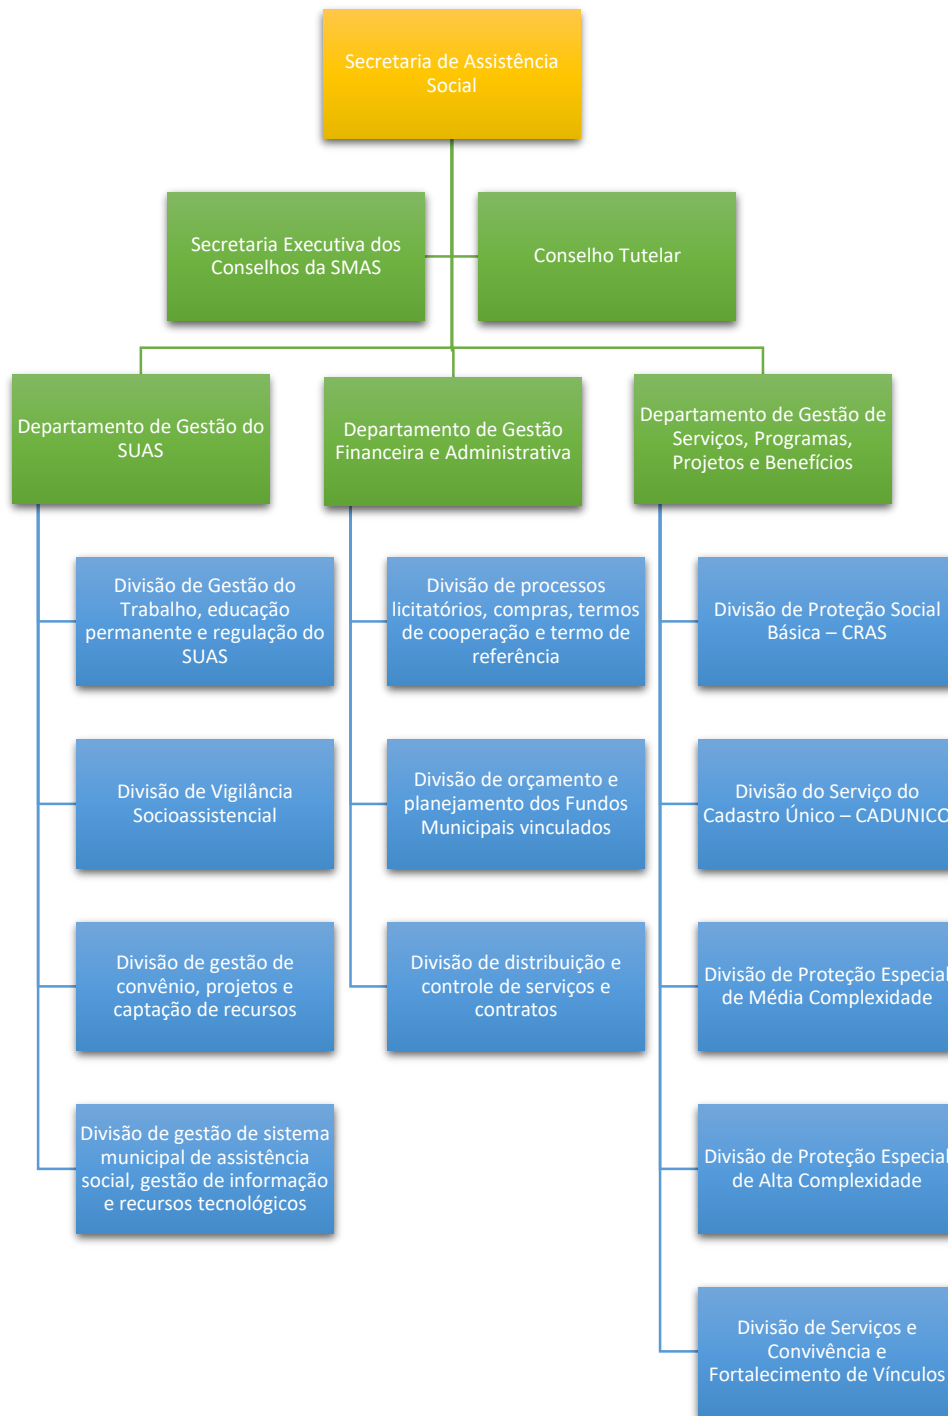 Secretaria de Assistência
Social
Secretaria Executiva dos
Conselhos da SMAS
Conselho Tutelar
Departamento de Gestão do
SUAS
Departamento de Gestão
Financeira e Administrativa
Departamento de Gestão de
Serviços, Programas,
Projetos e Benefícios
Divisão de Gestão do
Trabalho, educação
permanente e regulação do
SUAS
Divisão de Vigilância
Socioassistencial
Divisão de gestão de
convênio, projetos e
captação de recursos
Divisão de gestão de sistema
municipal de assistência
social, gestão de informação
e recursos tecnológicos
Divisão de processos
licitatórios, compras, termos
de cooperação e termo de
referência
Divisão de orçamento e
planejamento dos Fundos
Municipais vinculados
Divisão de distribuição e
controle de serviços e
contratos
Divisão de Proteção Social
Básica – CRAS
Divisão do Serviço do
Cadastro Único – CADUNICO
Divisão de Proteção Especial
de Média Complexidade
Divisão de Proteção Especial
de Alta Complexidade
Divisão de Serviços e
Convivência e
Fortalecimento de Vínculos